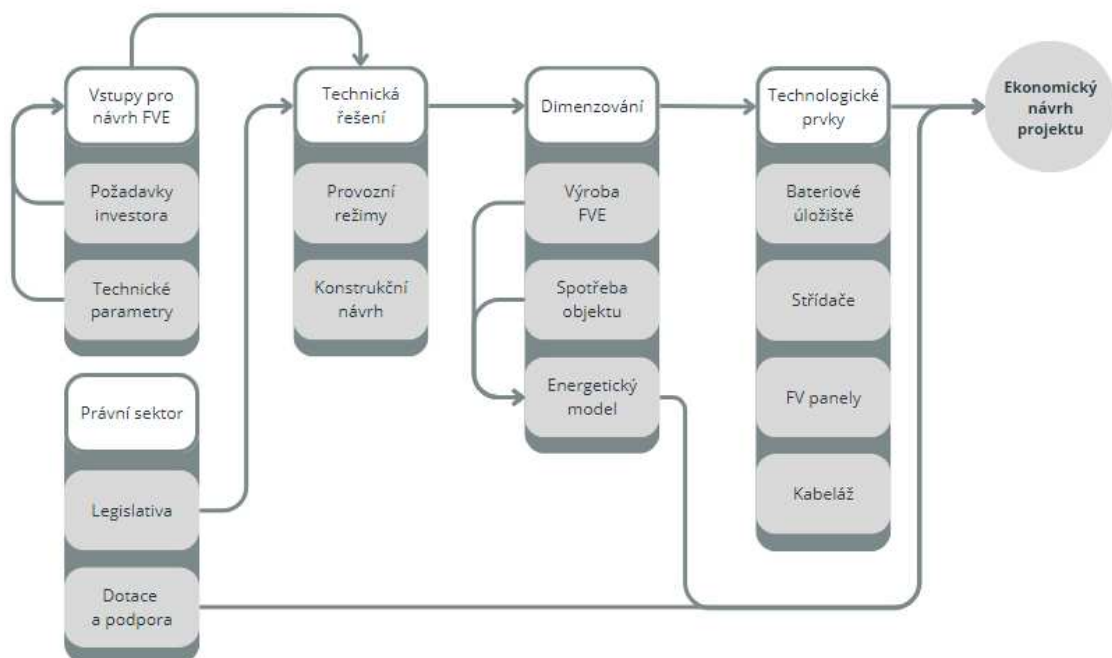 Vstupy pro
návrh FVE
Požadavky
investora
Technické
parametry
Právní sektor
Legislativa
Dotace
a podpora
Technická
řešení
Provozní
režimy
Konstrukční
návrh
Dimenzování
Výroba
FVE
Spotřeba
objektu
Energetický
model
Technologické
prvky
Bateriové
úložiště
Střídače
FV panely
Kabeláž
Ekonomický
návrh
projektu